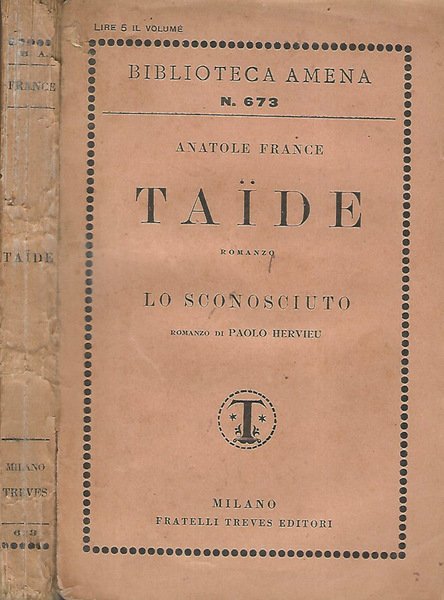 LIRE 5 IL VOLUME
BIBLIOTECA AMENA
N. 673
ANATOLE FRANCE
TAÏDE
ROMANZO
LO SCONOSCIUTO
ROMANZO DI PAOLO HERVIEU
T
MILANO
FRATELLI TREVES EDITORI
B. A.
FRANCE
TAÏDE
MILANO
TREVES